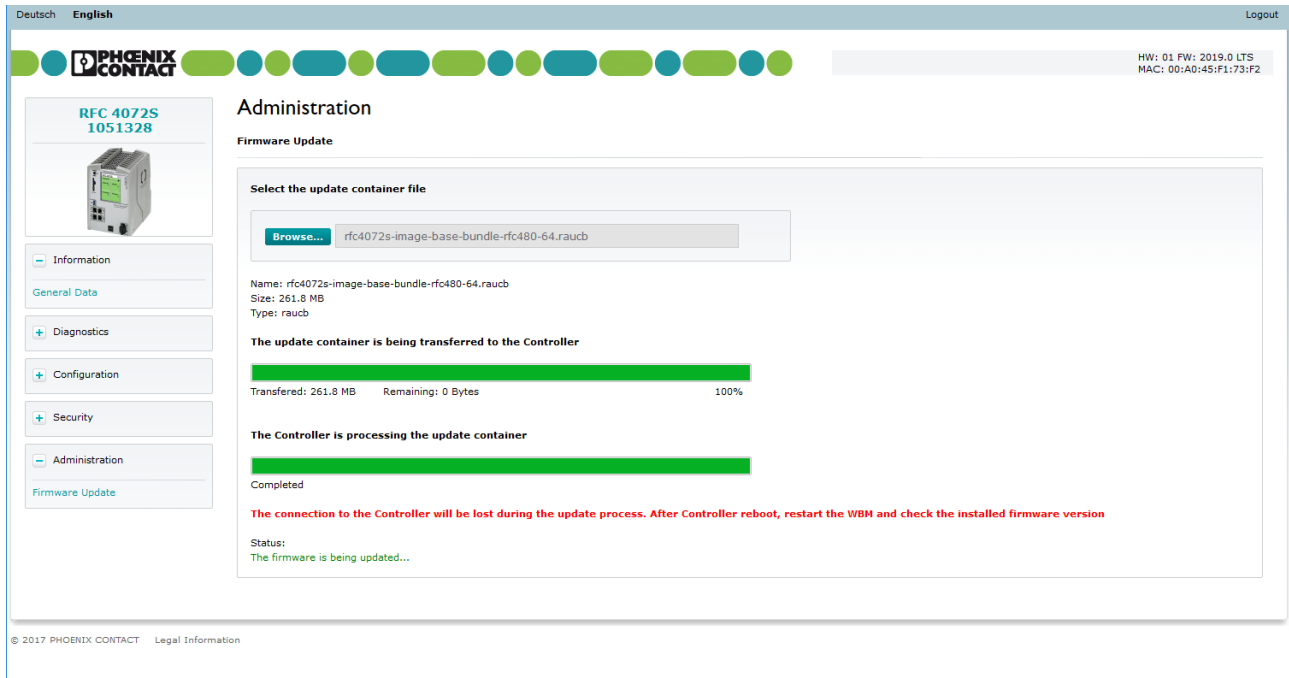 Deutsch English Logout
PHŒNIX
CONTACT
HW: 01 FW: 2019.0 LTS
MAC: 00:A0:45:F1:73:F2
RFC 4072S
1051328
Information
General Data
Diagnostics
Configuration
Security
Administration
Firmware Update
Administration
Firmware Update
Select the update container file
Browse... rfc4072s-image-base-bundle-rfc480-64.raucb
Name: rfc4072s-image-base-bundle-rfc480-64.raucb
Size: 261.8 MB
Type: raucb
The update container is being transferred to the Controller
Transfered: 261.8 MB Remaining: 0 Bytes 100%
The Controller is processing the update container
Completed
The connection to the Controller will be lost during the update process. After Controller reboot, restart the WBM and check the installed firmware version
Status:
The firmware is being updated...
© 2017 PHOENIX CONTACT Legal Information